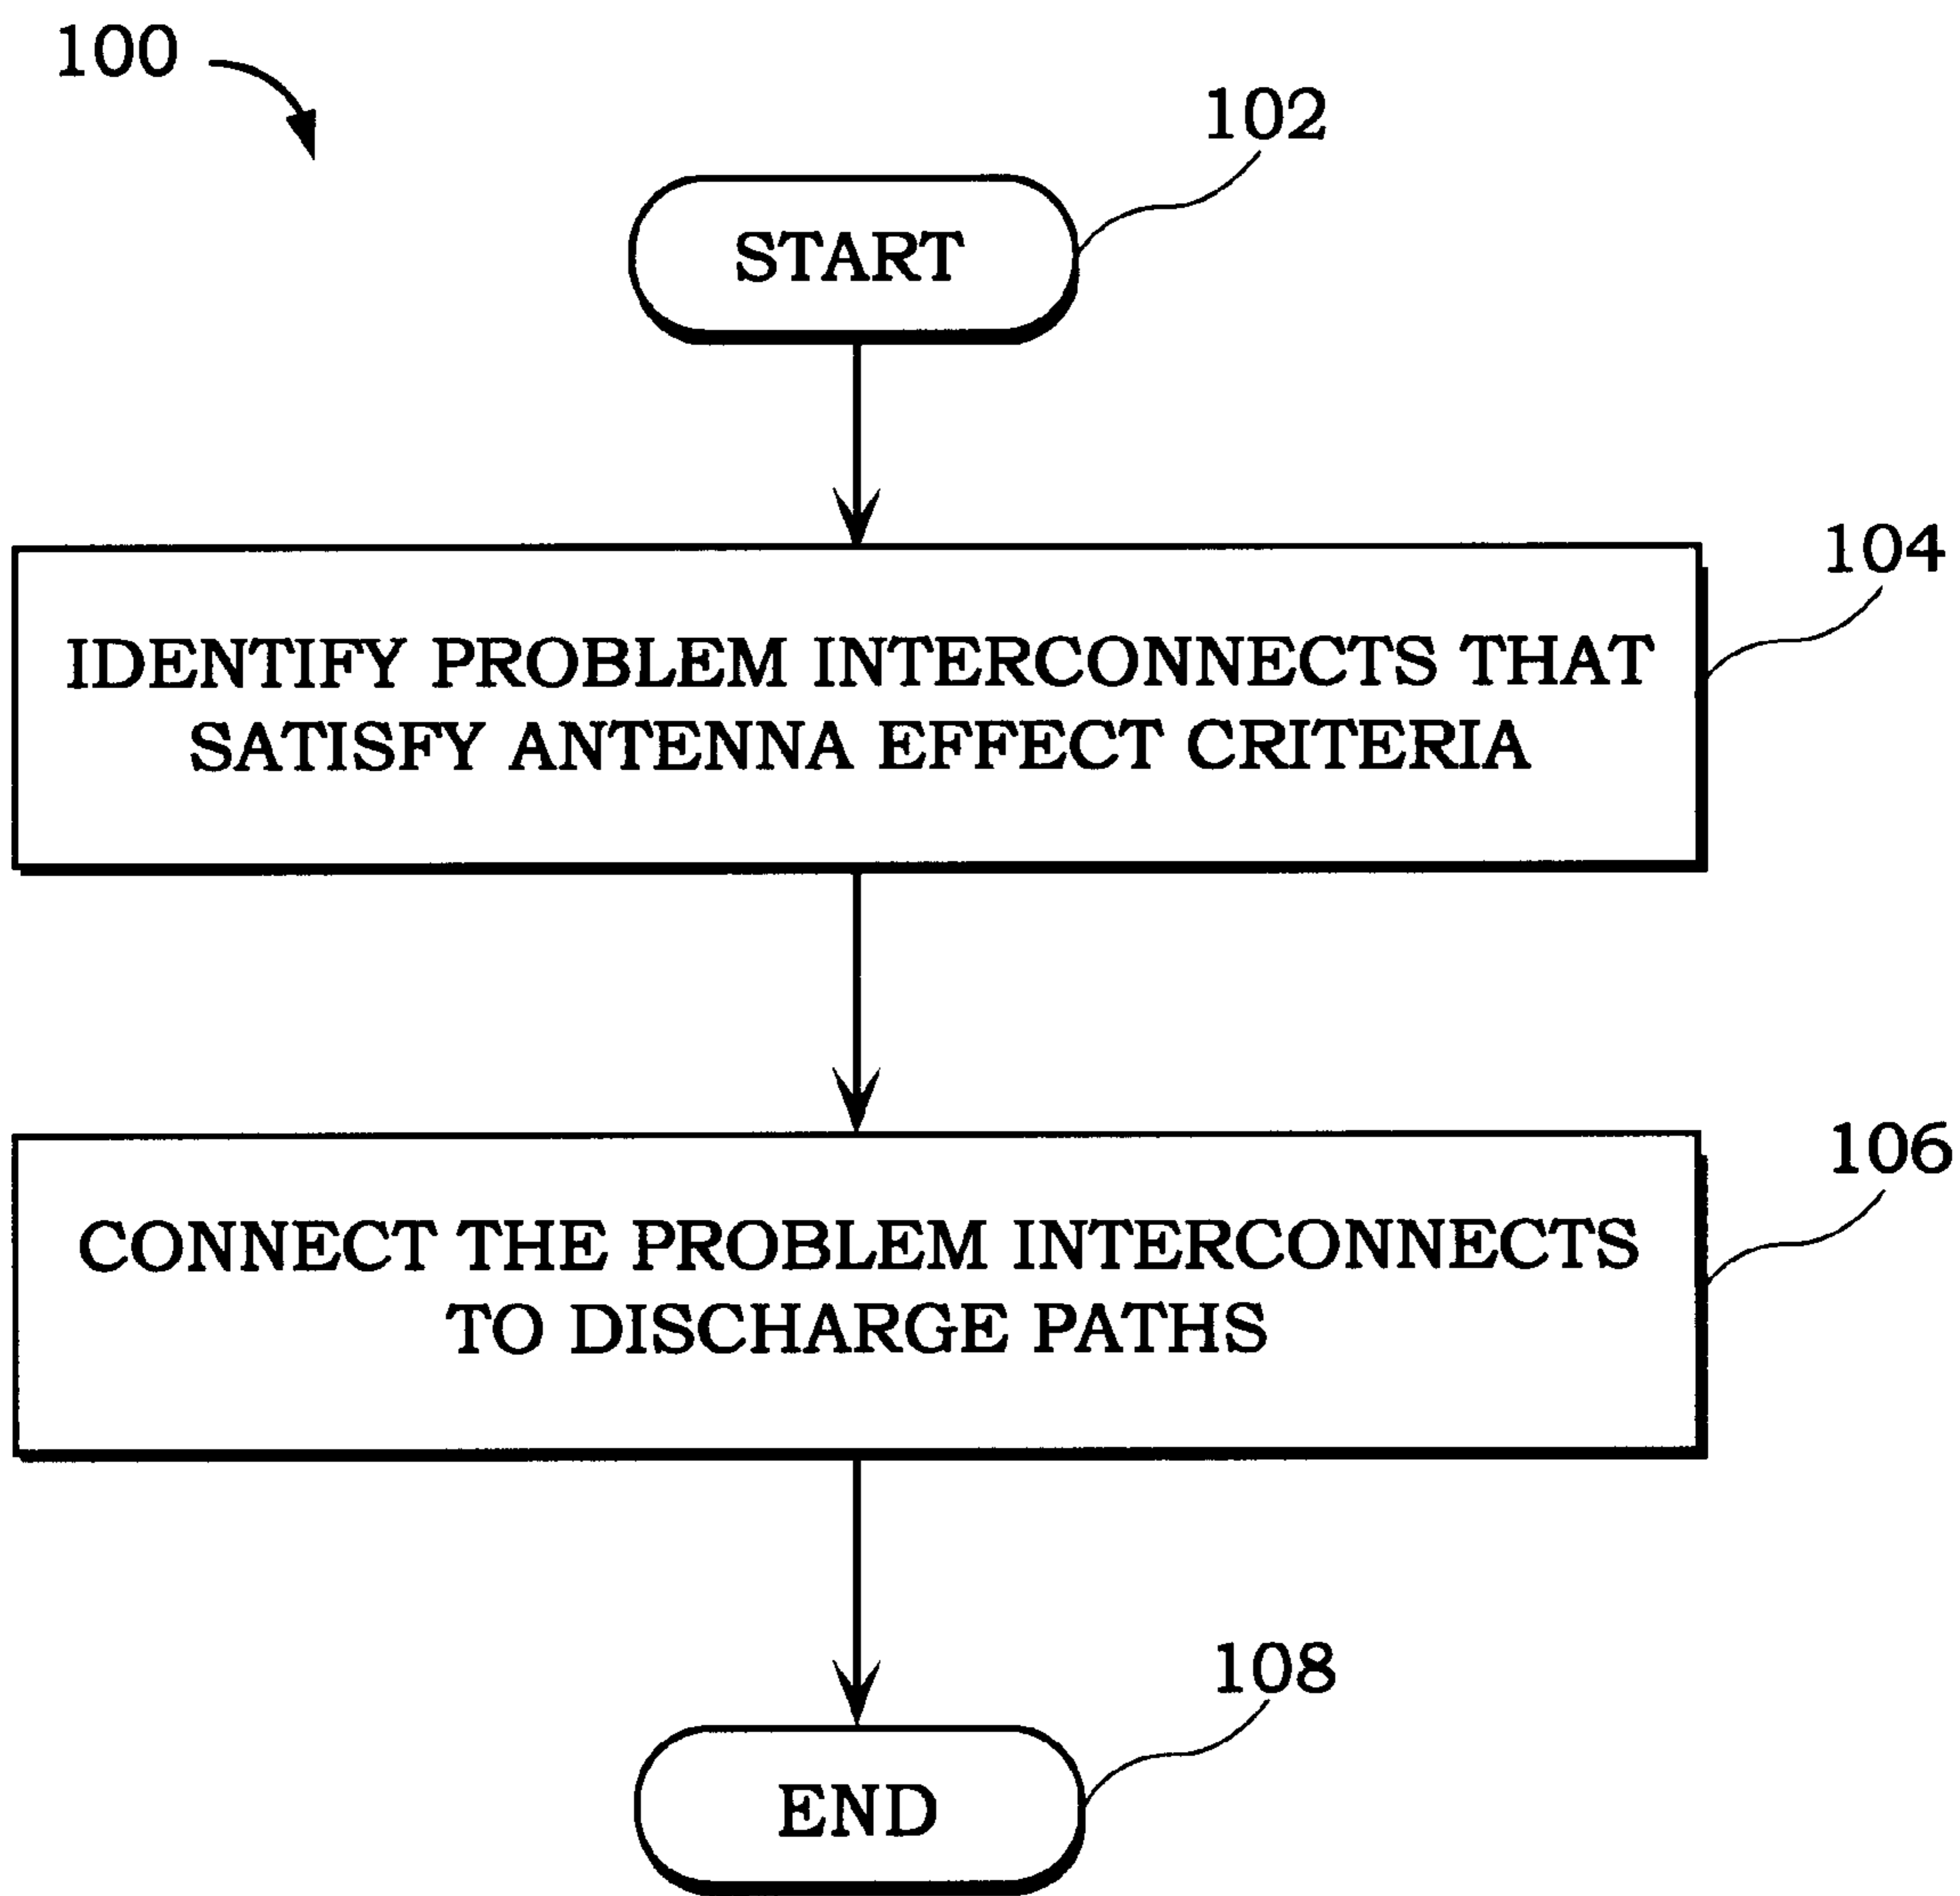 100
102
START
104
IDENTIFY PROBLEM INTERCONNECTS THAT
SATISFY ANTENNA EFFECT CRITERIA
106
CONNECT THE PROBLEM INTERCONNECTS
TO DISCHARGE PATHS
108
END